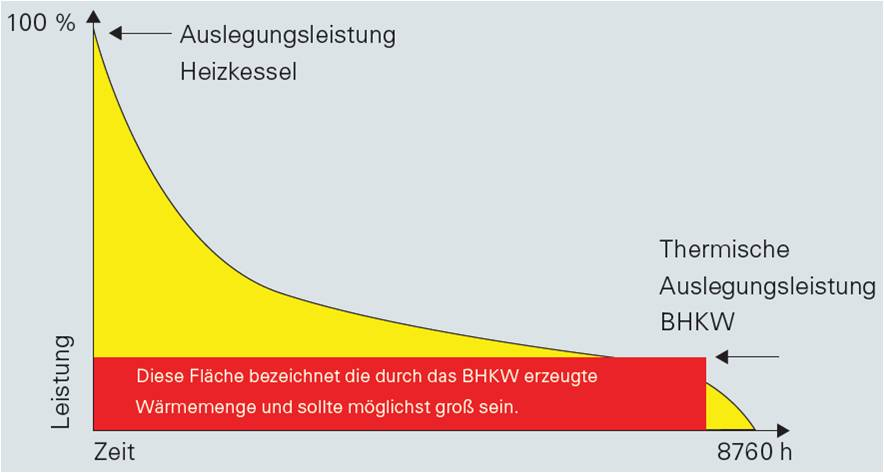 100 %
Auslegungsleistung
Heizkessel
Thermische
Auslegungsleistung
BHKW
Leistung
Diese Fläche bezeichnet die durch das BHKW erzeugte
Wärmemenge und sollte möglichst groß sein.
Zeit
8760 h